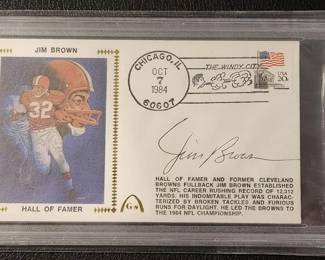 JIM BROWN
32
CHICAGO, IL
OCT
7
1984
60607
THE WINDY CITY
USA
20c
Jim Brown
HALL OF FAMER AND FORMER CLEVELAND
BROWNS FULLBACK JIM BROWN ESTABLISHED
THE NFL CAREER RUSHING RECORD OF 12,312
YARDS. HIS INDOMITABLE PLAY WAS CHARAC-
TERIZED BY BROKEN TACKLES AND FURIOUS
RUNS FOR DAYLIGHT. HE LED THE BROWNS TO
THE 1964 NFL CHAMPIONSHIP.
HALL OF FAMER
G S